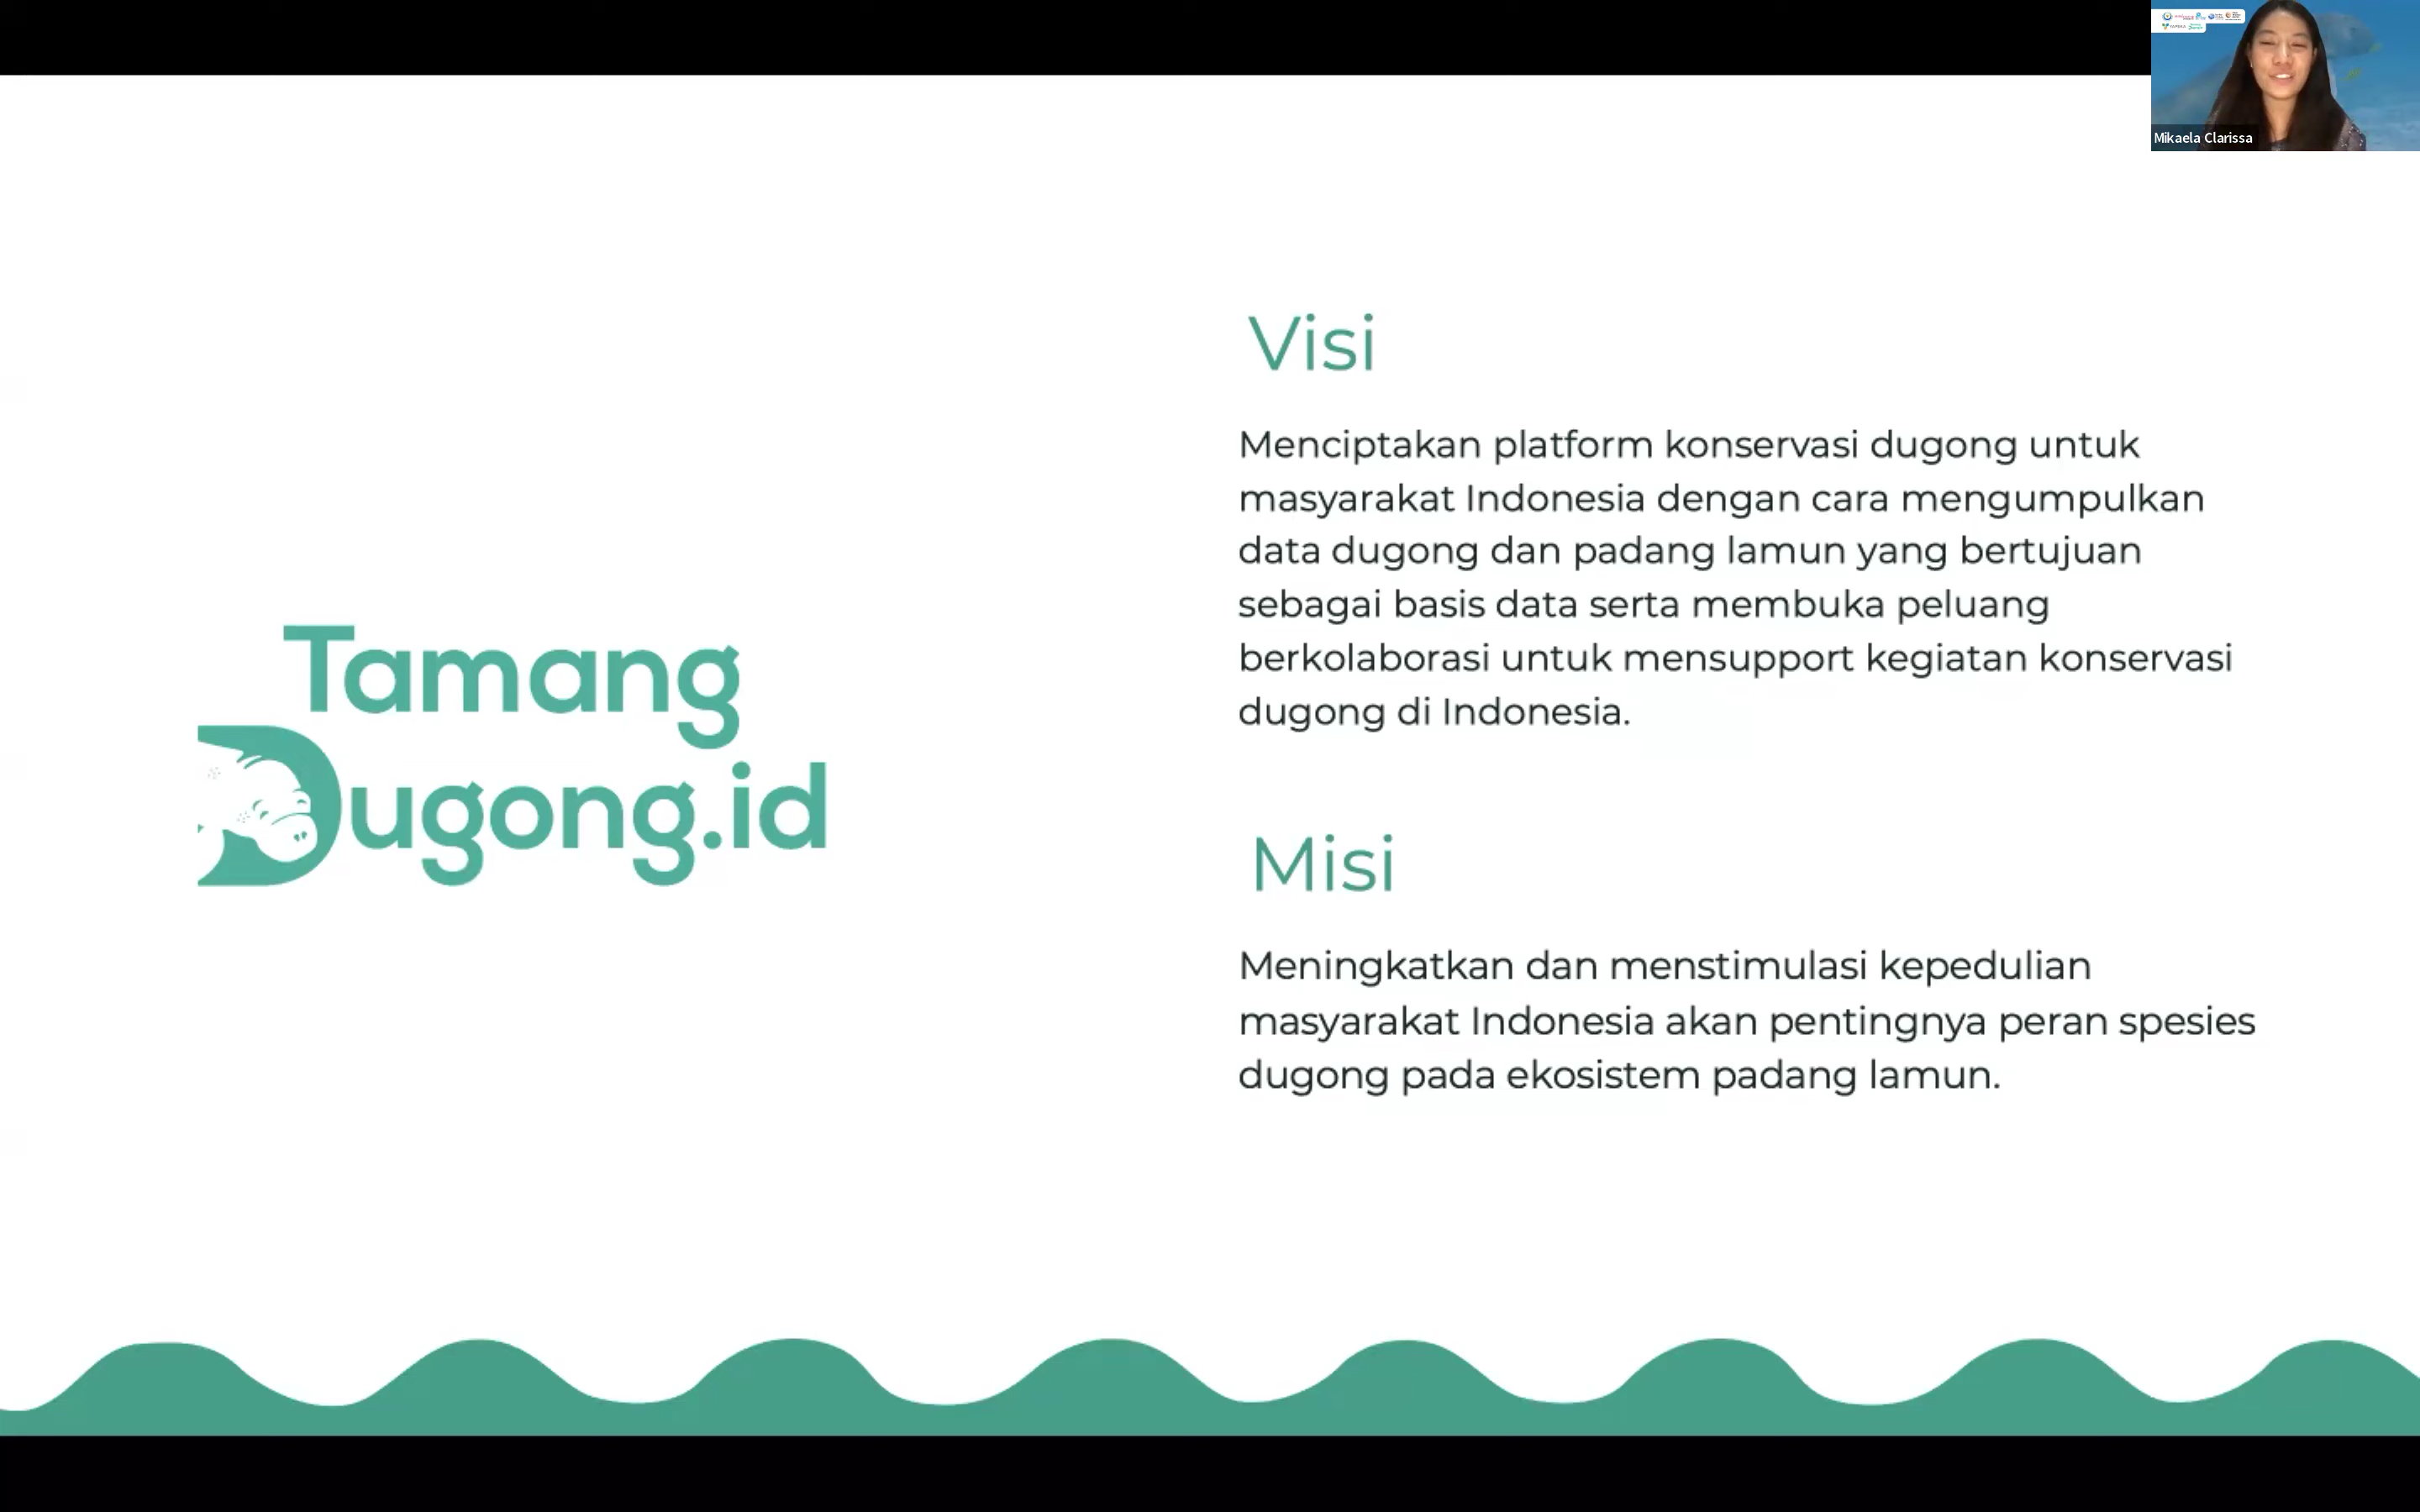 Mikaela Clarissa
Tamang
Dugong.id
Visi
Menciptakan platform konservasi dugong untuk
masyarakat Indonesia dengan cara mengumpulkan
data dugong dan padang lamun yang bertujuan
sebagai basis data serta membuka peluang
berkolaborasi untuk mensupport kegiatan konservasi
dugong di Indonesia.
Misi
Meningkatkan dan menstimulasi kepedulian
masyarakat Indonesia akan pentingnya peran spesies
dugong pada ekosistem padang lamun.